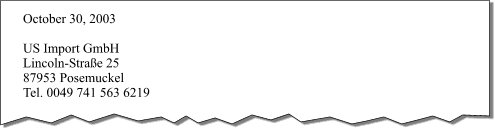 October 30, 2003
US Import GmbH
Lincoln-Straße 25
87953 Posemuckel
Tel. 0049 741 563 6219